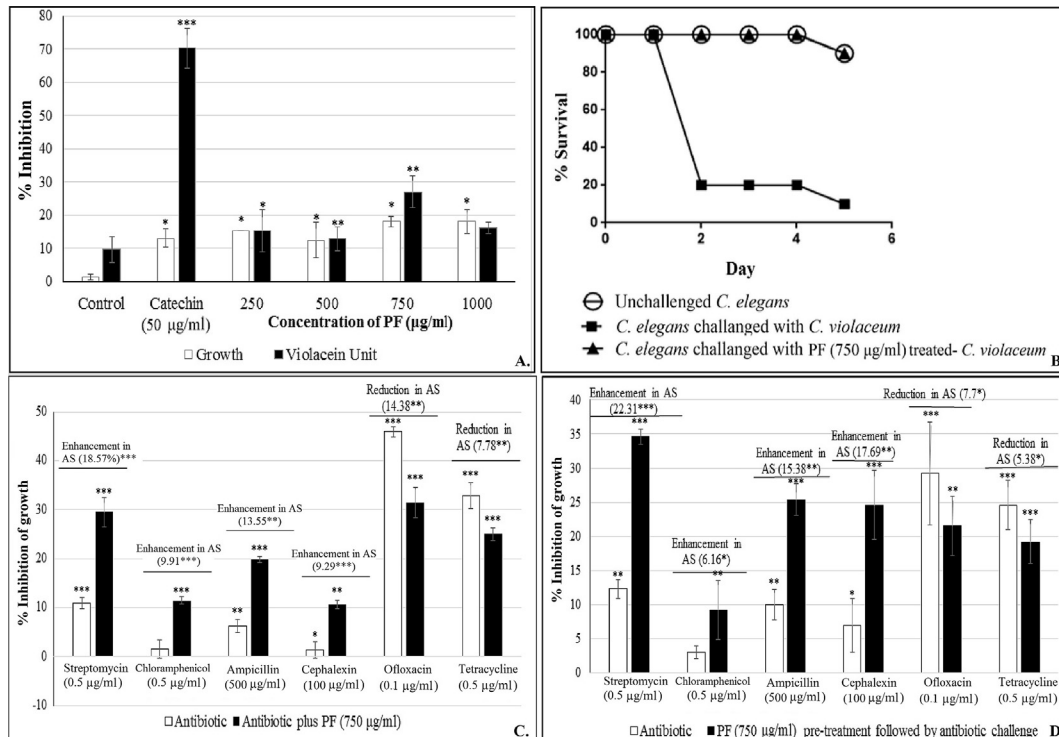 80
***
70
60
50
40
30
20
10
0
% Inhibition
* * * * ** * ** *
Control
Catechin
(50 µg/ml)
250
500
750
1000
Concentration of PF (µg/ml)
Growth
Violacein Unit
A.
100
80
60
40
20
0
% Survival
0
2
4
6
Day
Unchallenged C. elegans
C. elegans challanged with C. violaceum
C. elegans challanged with PF (750 µg/ml) treated- C. violaceum
B
50
40
30
20
10
0
-10
% Inhibition of growth
Enhancement in
AS (18.57%)***
***
***
Enhancement in AS
(9.91***)
***
Enhancement in AS
(13.55**)
**
***
Enhancement in AS
(9.29***)
*
**
Reduction in AS
(14.38**)
***
***
Reduction in
AS (7.78**)
***
***
Streptomycin
(0.5 µg/ml)
Chloramphenicol
(0.5 µg/ml)
Ampicillin
(500 µg/ml)
Cephalexin
(100 µg/ml)
Ofloxacin
(0.1 µg/ml)
Tetracycline
(0.5 µg/ml)
Antibiotic
Antibiotic plus PF (750 µg/ml)
C.
40
35
30
25
20
15
10
5
0
% Inhibition of growth
Enhancement in AS
(22.31***)
**
***
Enhancement in
AS (6.16*)
**
Enhancement in
AS (15.38**)
**
***
Enhancement in
AS (17.69**)
*
***
Reduction in AS (7.7*)
***
**
Reduction in
AS (5.38*)
***
***
Streptomycin
(0.5 µg/ml)
Chloramphenicol
(0.5 µg/ml)
Ampicillin
(500 µg/ml)
Cephalexin
(100 µg/ml)
Ofloxacin
(0.1 µg/ml)
Tetracycline
(0.5 µg/ml)
Antibiotic
PF (750 µg/ml) pre-treatment followed by antibiotic challenge
D